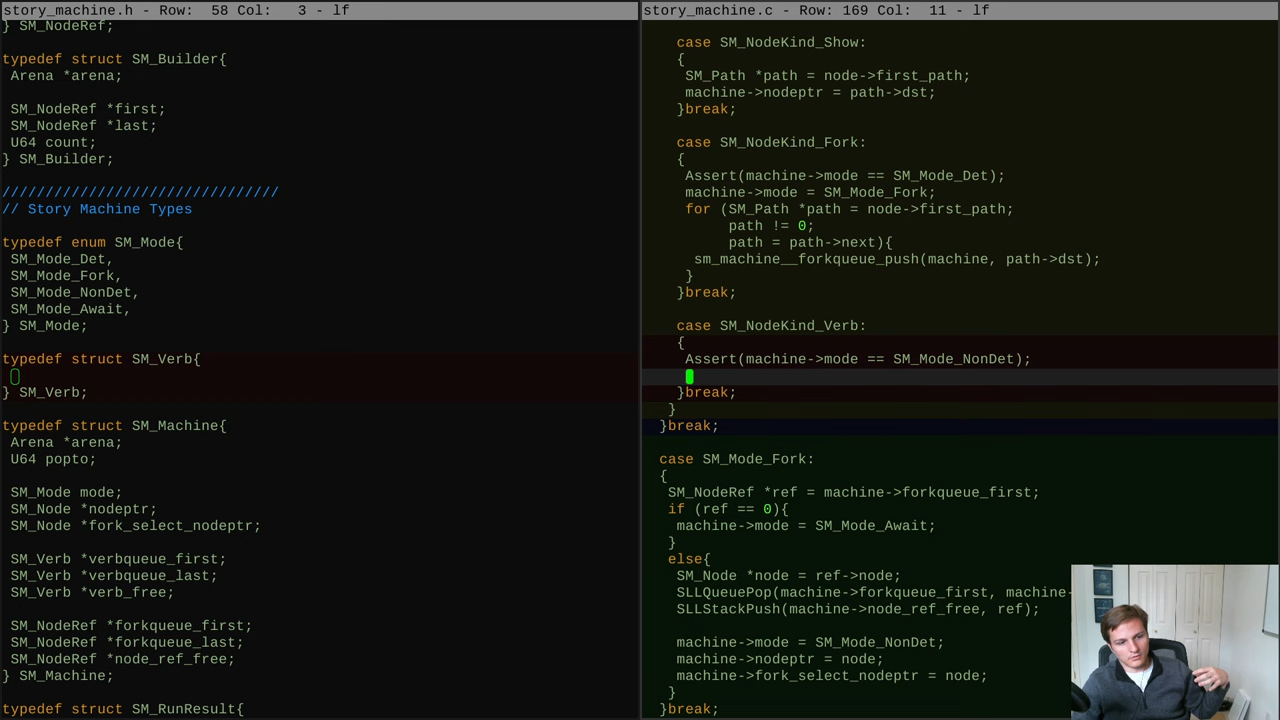 story_machine.h - Row:  58 Col:   3 - lf
} SM_NodeRef;
typedef struct SM_Builder{
 Arena *arena;
 SM_NodeRef *first;
 SM_NodeRef *last;
 U64 count;
} SM_Builder;
////////////////////////////////
// Story Machine Types
typedef enum SM_Mode{
 SM_Mode_Det,
 SM_Mode_Fork,
 SM_Mode_NonDet,
 SM_Mode_Await,
} SM_Mode;
typedef struct SM_Verb{
} SM_Verb;
typedef struct SM_Machine{
 Arena *arena;
 U64 popto;
 SM_Mode mode;
 SM_Node *nodeptr;
 SM_Node *fork_select_nodeptr;
 SM_Verb *verbqueue_first;
 SM_Verb *verbqueue_last;
 SM_Verb *verb_free;
 SM_NodeRef *forkqueue_first;
 SM_NodeRef *forkqueue_last;
 SM_NodeRef *node_ref_free;
} SM_Machine;
typedef struct SM_RunResult{
story_machine.c - Row: 169 Col:  11 - lf
case SM_NodeKind_Show:
{
 SM_Path *path = node->first_path;
 machine->nodeptr = path->dst;
}break;
case SM_NodeKind_Fork:
{
 Assert(machine->mode == SM_Mode_Det);
 machine->mode = SM_Mode_Fork;
 for (SM_Path *path = node->first_path;
      path != 0;
      path = path->next){
  sm_machine__forkqueue_push(machine, path->dst);
 }
}break;
case SM_NodeKind_Verb:
{
 Assert(machine->mode == SM_Mode_NonDet);
}break;
}
}break;
case SM_Mode_Fork:
{
 SM_NodeRef *ref = machine->forkqueue_first;
 if (ref == 0){
  machine->mode = SM_Mode_Await;
 }
 else{
  SM_Node *node = ref->node;
  SLLQueuePop(machine->forkqueue_first, machine-
  SLLStackPush(machine->node_ref_free, ref);
  machine->mode = SM_Mode_NonDet;
  machine->nodeptr = node;
  machine->fork_select_nodeptr = node;
 }
}break;